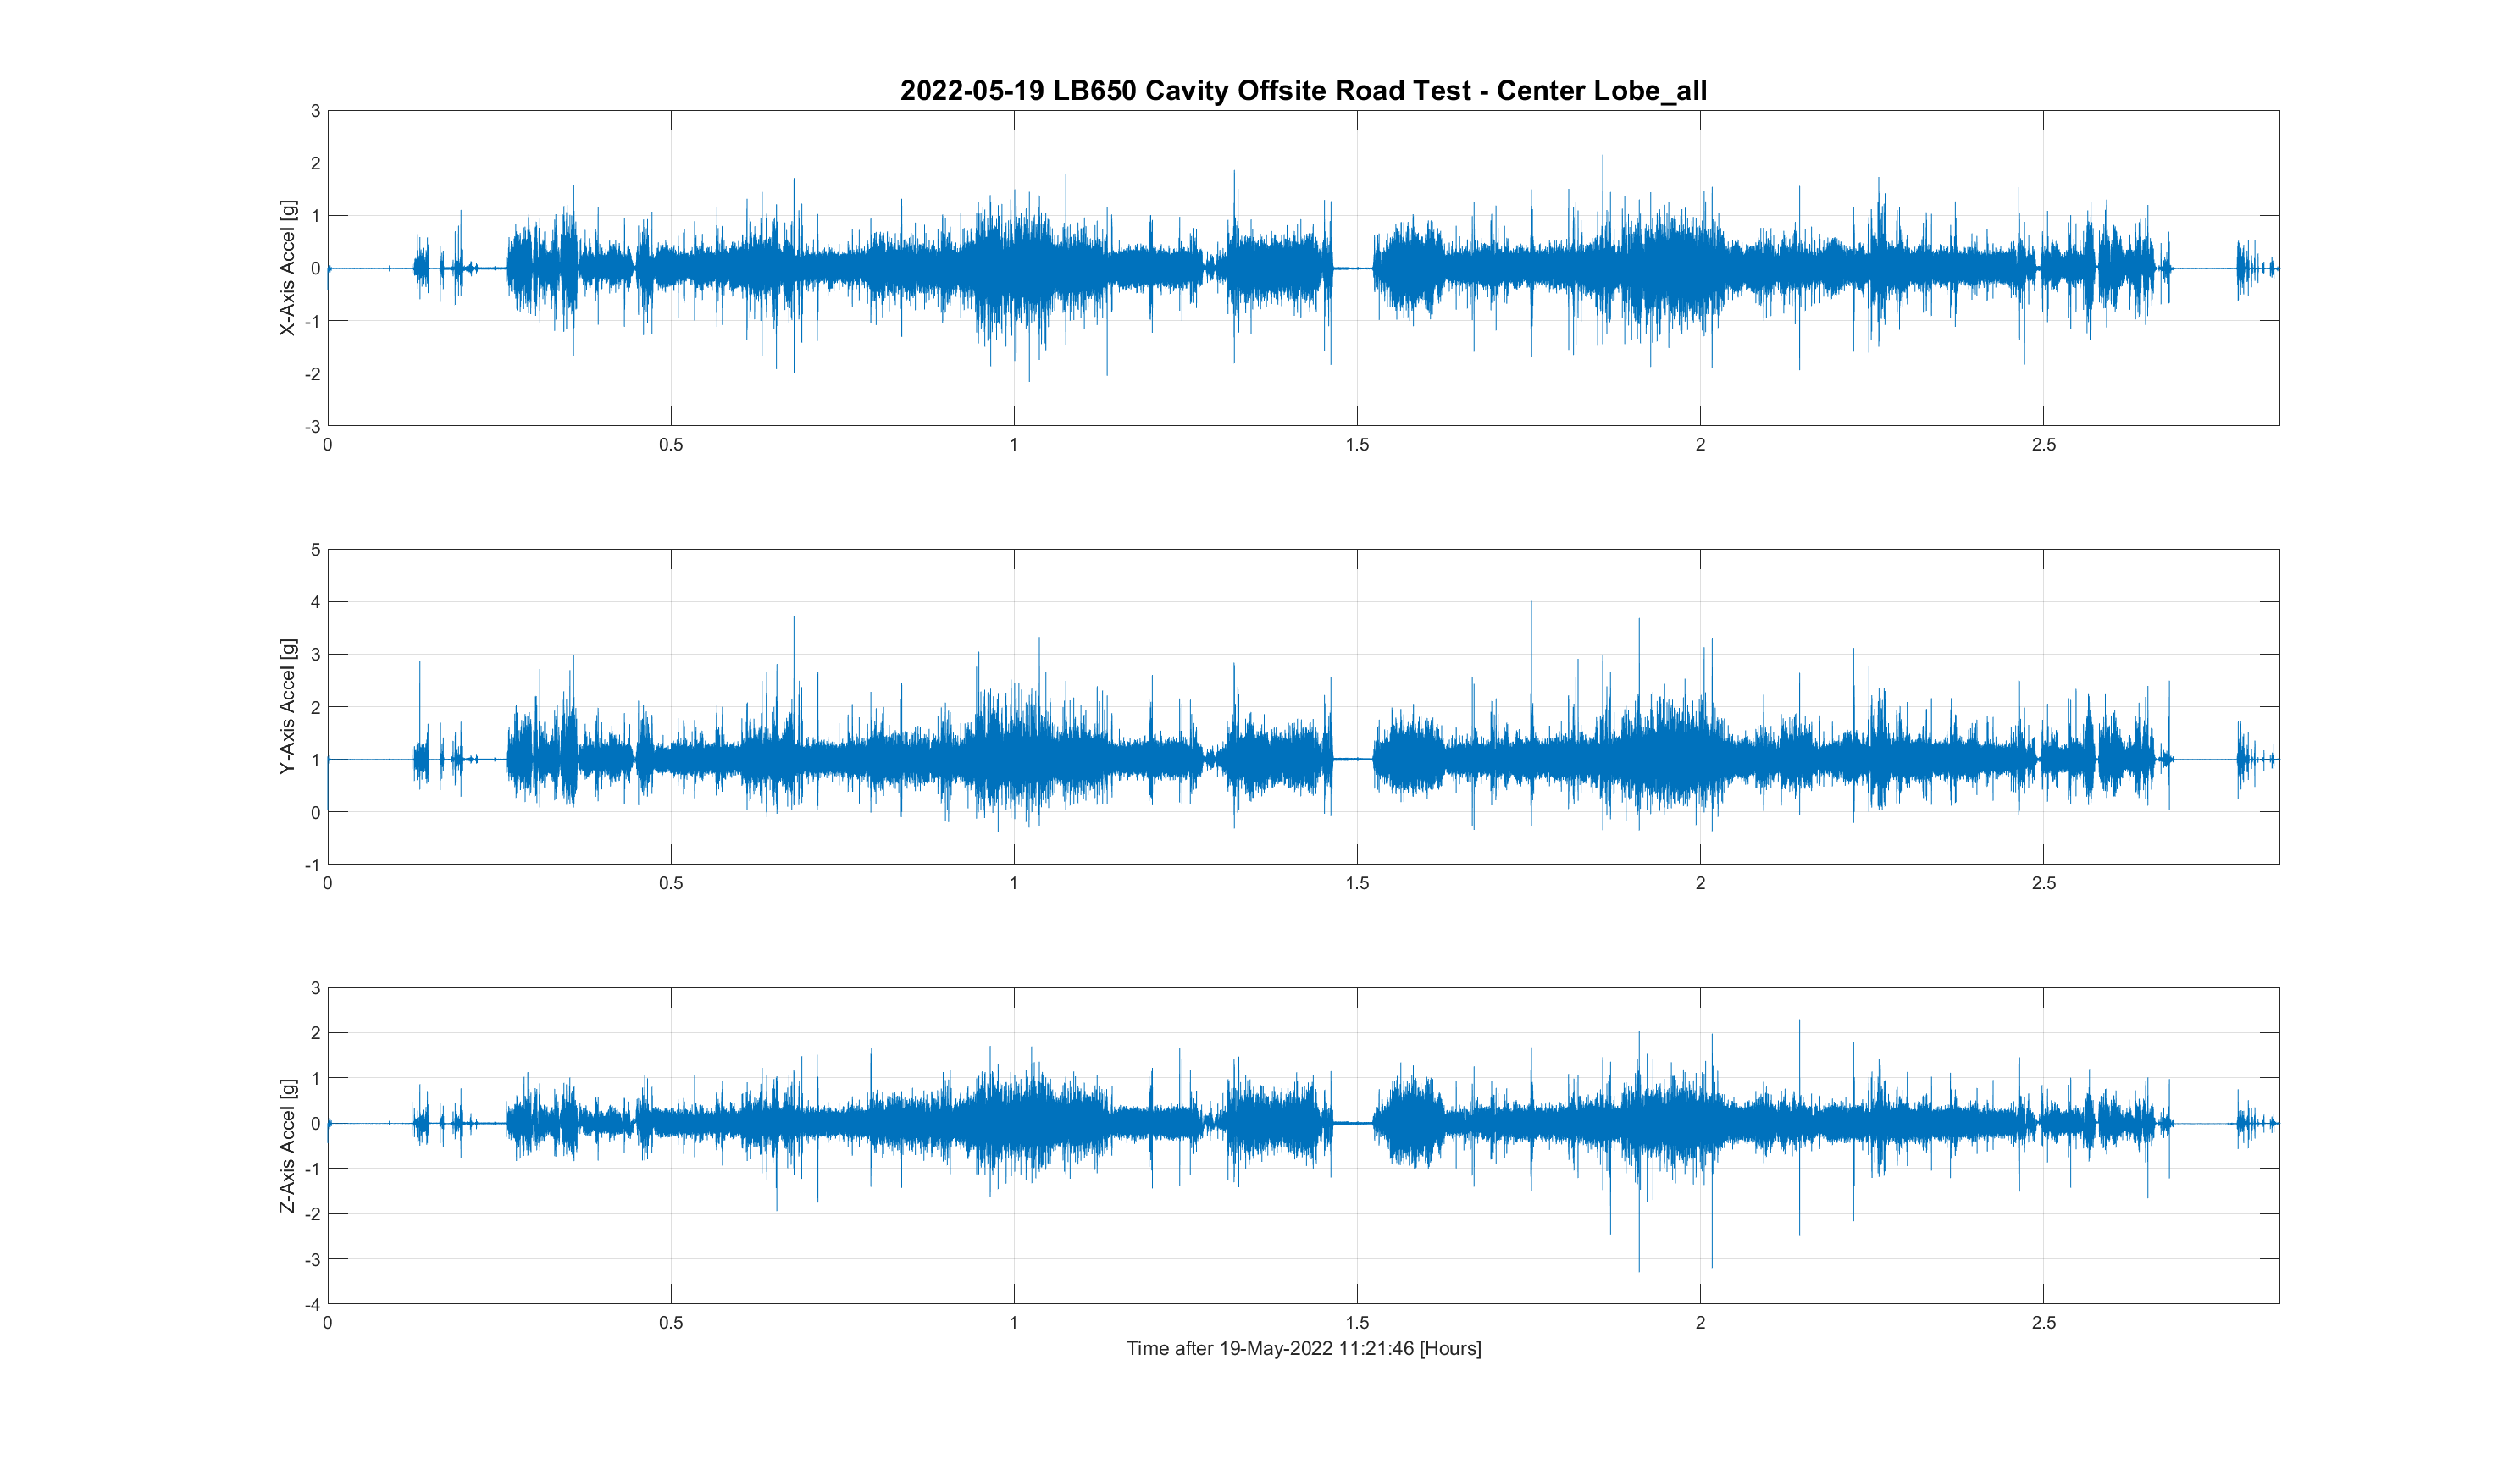 2022-05-19 LB650 Cavity Offsite Road Test - Center Lobe_all
3
2
1
0
-1
-2
-3
X-Axis Accel [g]
0 0.5 1 1.5 2 2.5
5
4
3
2
1
0
-1
Y-Axis Accel [g]
0 0.5 1 1.5 2 2.5
3
2
1
0
-1
-2
-3
-4
Z-Axis Accel [g]
0 0.5 1 1.5 2 2.5
Time after 19-May-2022 11:21:46 [Hours]